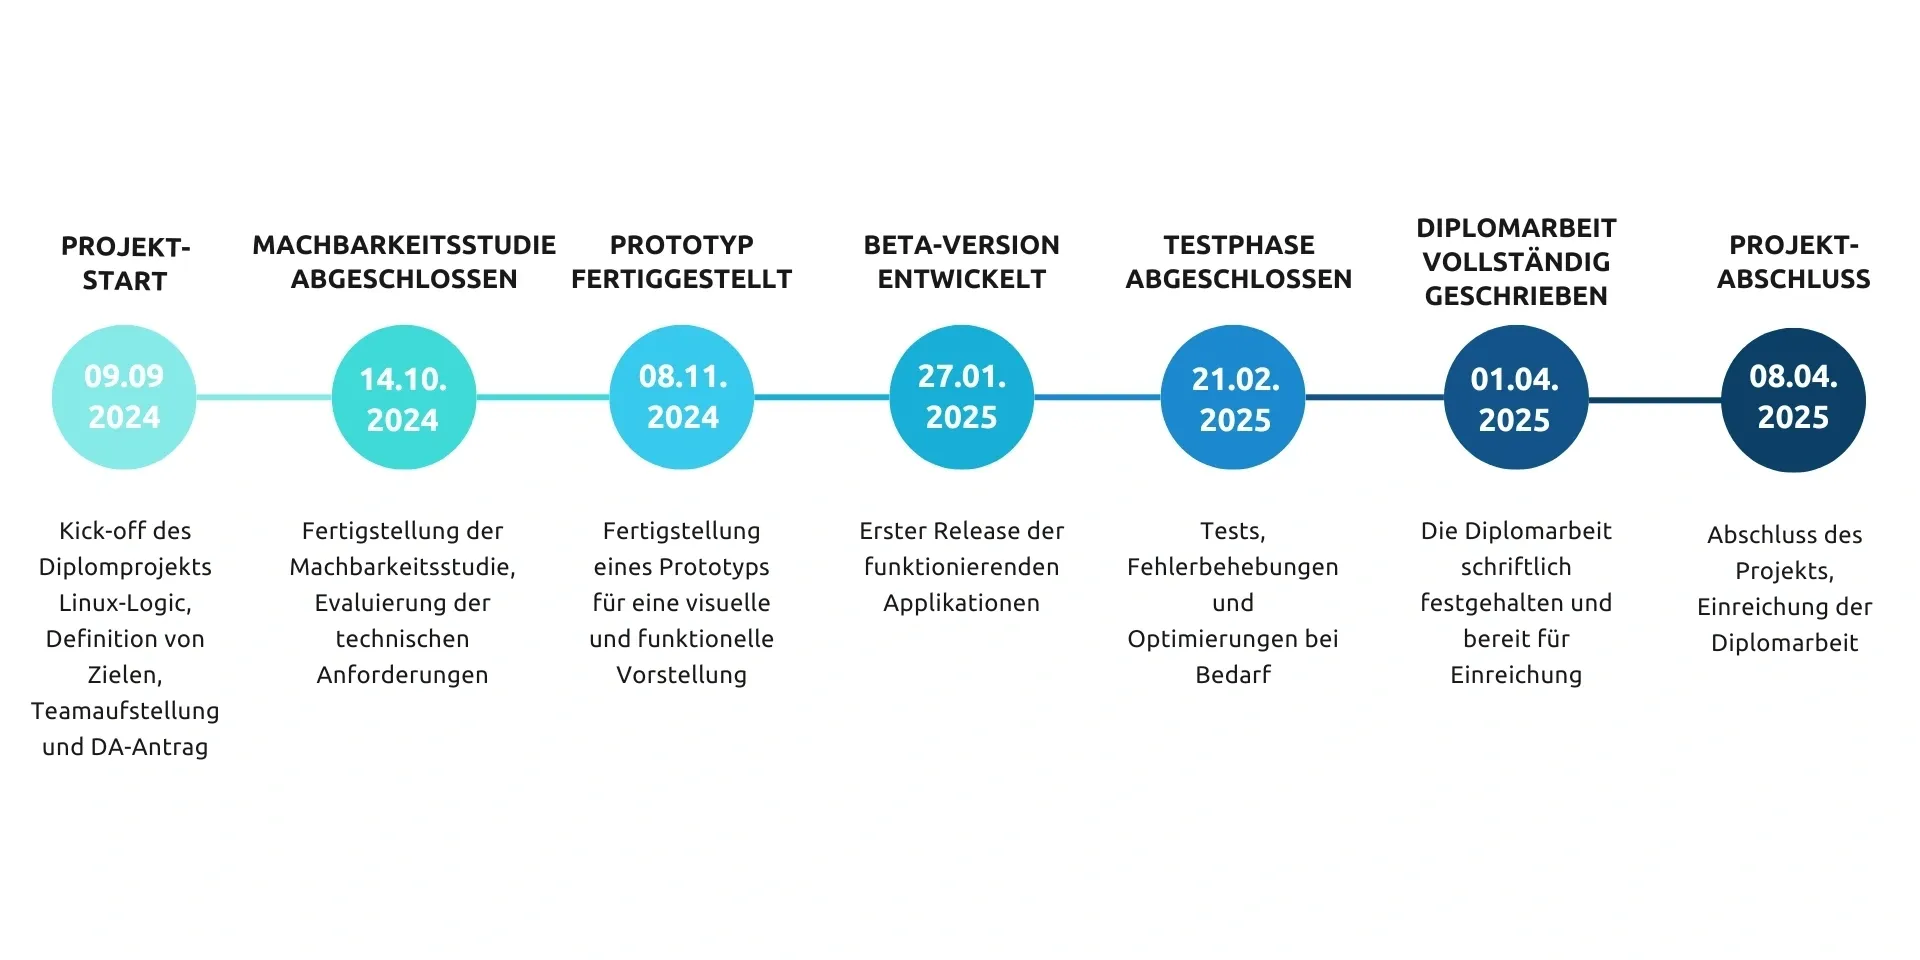 PROJEKT-
START
09.09
2024
Kick-off des
Diplomprojekts
Linux-Logic,
Definition von
Zielen,
Teamaufstellung
und DA-Antrag
MACHBARKEITSSTUDIE
ABGESCHLOSSEN
14.10.
2024
Fertigstellung der
Machbarkeitsstudie,
Evaluierung der
technischen
Anforderungen
PROTOTYP
FERTIGGESTELLT
08.11.
2024
Fertigstellung
eines Prototyps
für eine visuelle
und funktionelle
Vorstellung
BETA-VERSION
ENTWICKELT
27.01.
2025
Erster Release der
funktionierenden
Applikationen
TESTPHASE
ABGESCHLOSSEN
21.02.
2025
Tests,
Fehlerbehebungen
und
Optimierungen bei
Bedarf
DIPLOMARBEIT
VOLLSTÄNDIG
GESCHRIEBEN
01.04.
2025
Die Diplomarbeit
schriftlich
festgehalten und
bereit für
Einreichung
PROJEKT-
ABSCHLUSS
08.04.
2025
Abschluss des
Projekts,
Einreichung der
Diplomarbeit